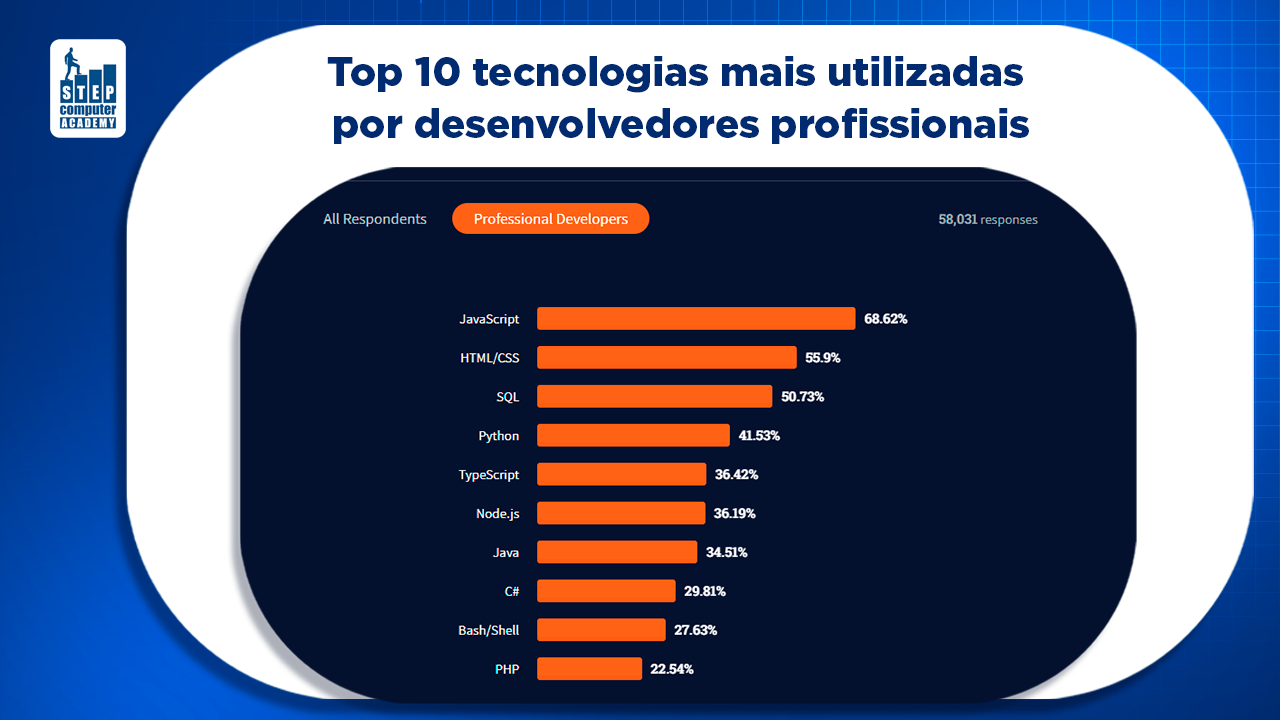 STEP
computer
ACADEMY
Top 10 tecnologias mais utilizadas
por desenvolvedores profissionais
All Respondents Professional Developers 58,031 responses
JavaScript 68.62%
HTML/CSS 55.9%
SQL 50.73%
Python 41.53%
TypeScript 36.42%
Node.js 36.19%
Java 34.51%
C# 29.81%
Bash/Shell 27.63%
PHP 22.54%